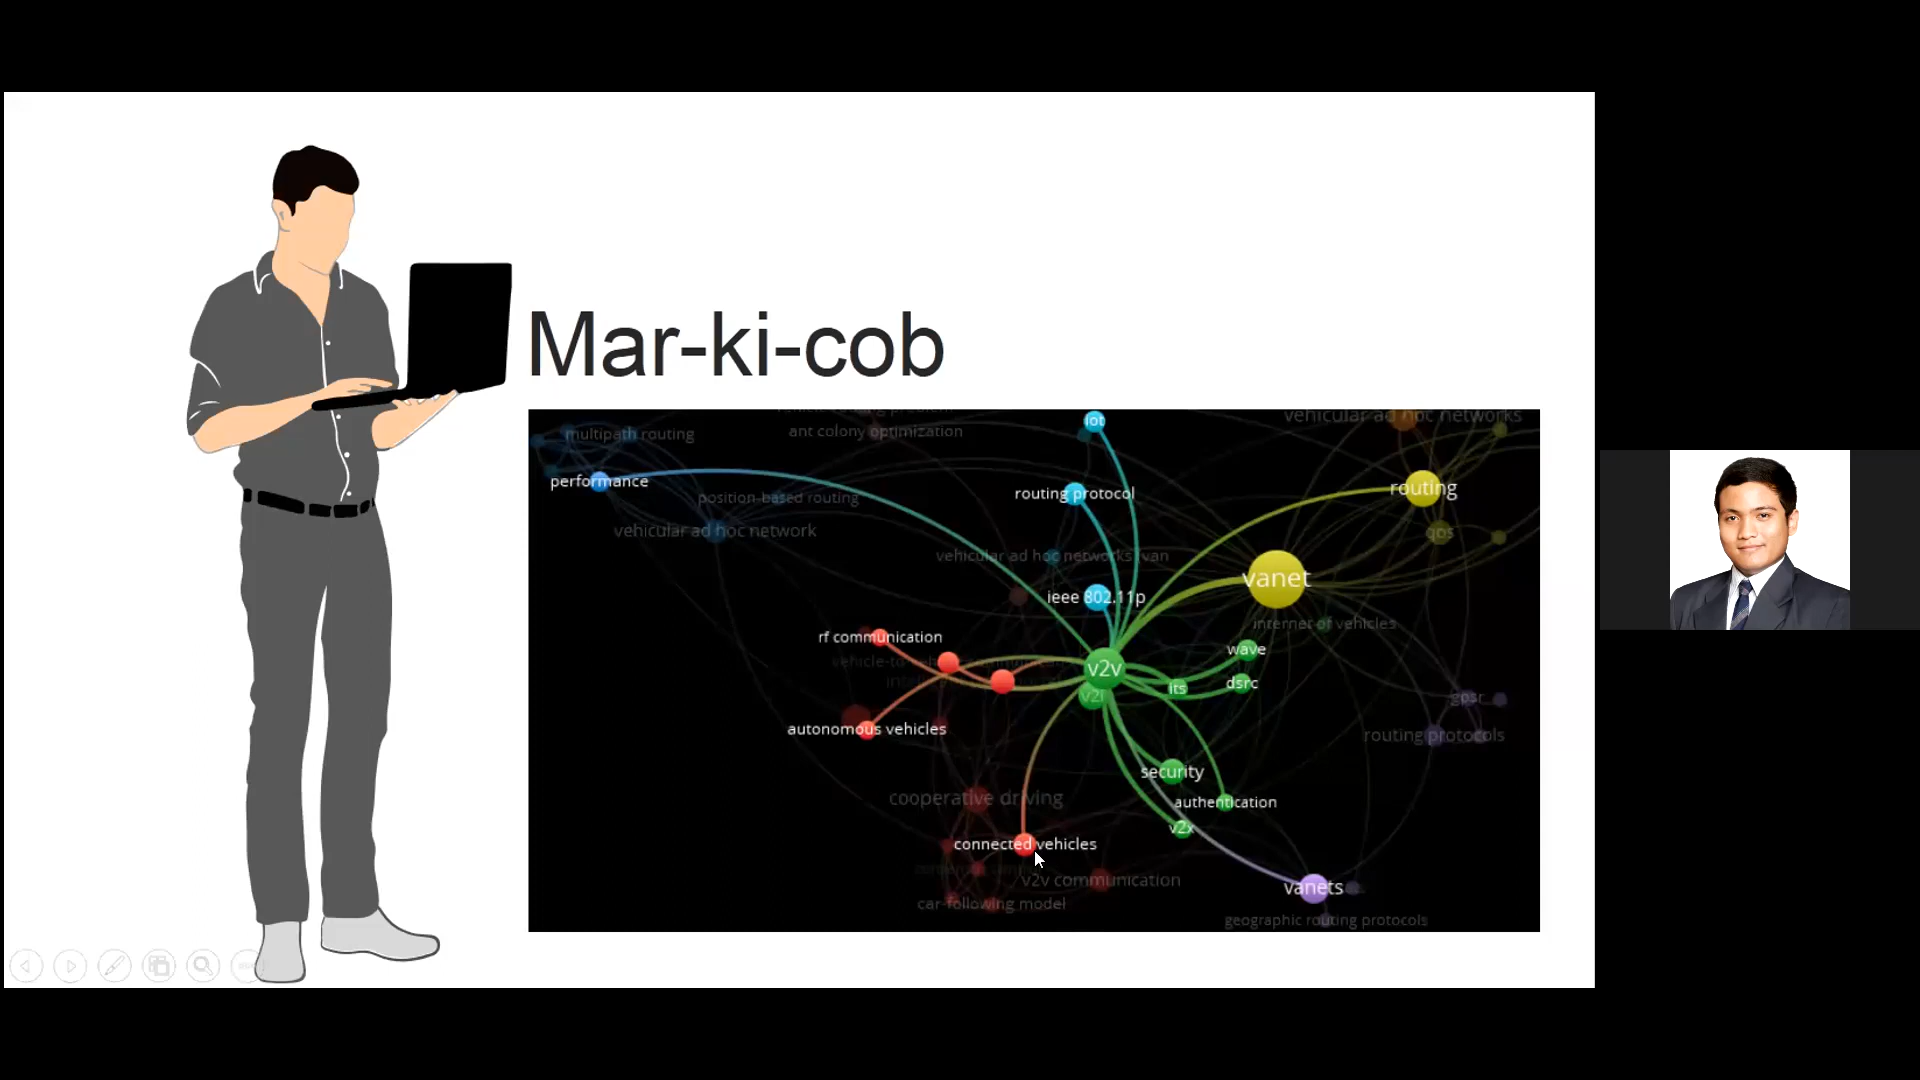 Mar-ki-cob
iot
vehicular ad hoc networks
ant colony optimization
multipath routing
performance
position-based routing
routing protocol
routing
vehicular ad hoc network
qos
vehicular ad hoc networks (van
vanet
ieee 802.11p
internet of vehicles
rf communication
wave
v2v
its
dsrc
v2i
gpsr
autonomous vehicles
routing protocols
security
cooperative driving
authentication
v2x
connected vehicles
v2v communication
vanets
car-following model
geographic routing protocols